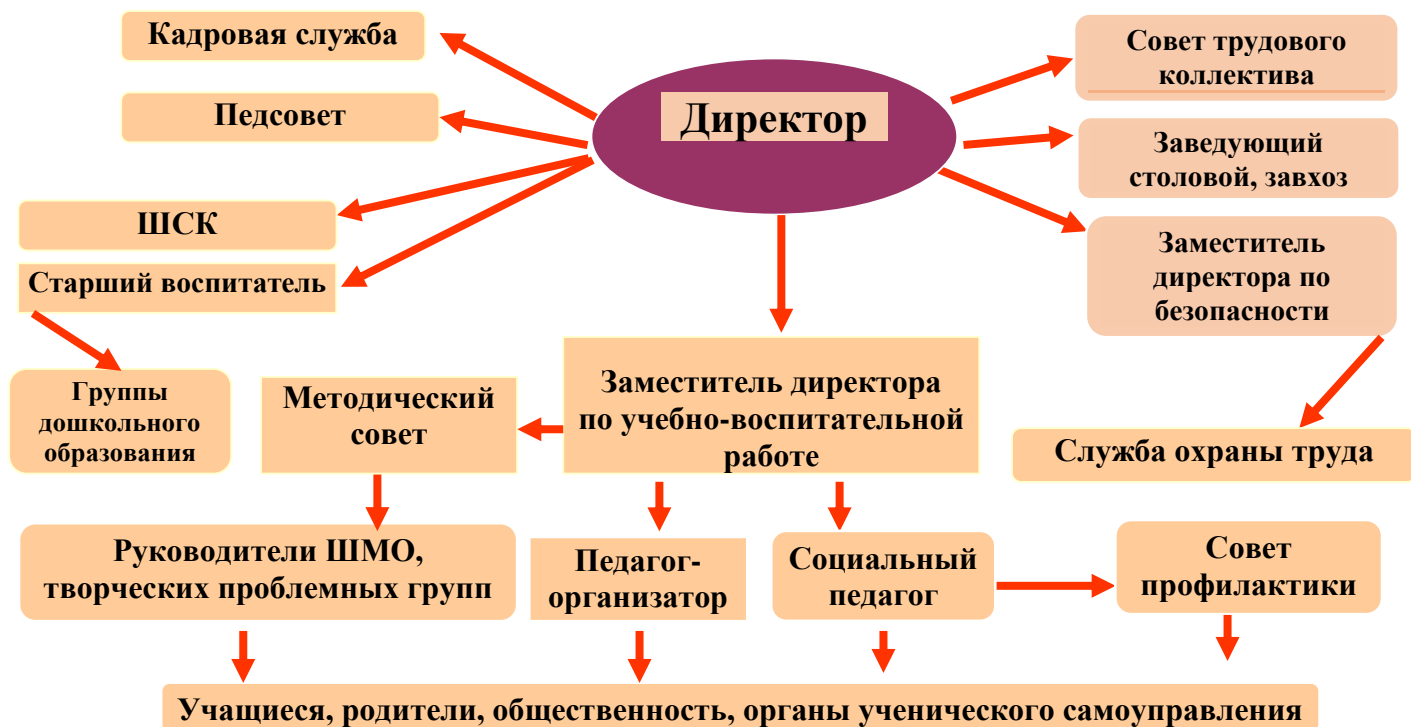 Кадровая служба
Директор
Совет трудового
коллектива
Педсовет
Заведующий
столовой, завхоз
ШСК
Старший воспитатель
Заместитель
директора по
безопасности
Группы
дошкольного
образования
Методический
совет
Заместитель директора
по учебно-воспитательной
работе
Служба охраны труда
Руководители ШМО,
творческих проблемных групп
Педагог-
организатор
Социальный
педагог
Совет
профилактики
Учащиеся, родители, общественность, органы ученического самоуправления